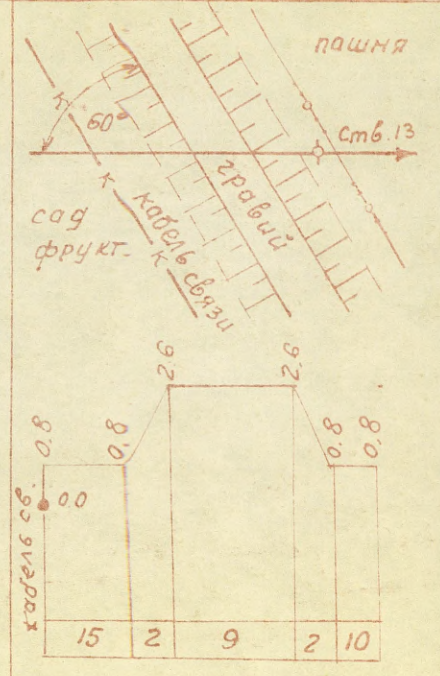 пашня
60°
ств.13
К
К
К
гравий
кабель связи
сад
фрукт.
2.6
2.6
0.8
0.8
0.8
0.8
0.0
кабель св.
15 2 9 2 10